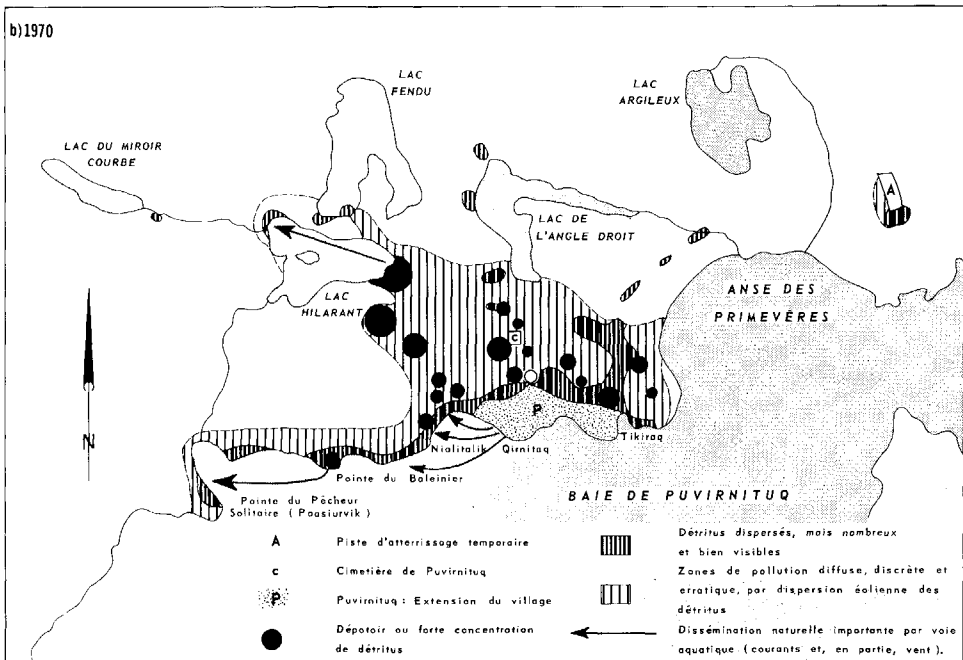 b) 1970
LAC
FENDU
LAC
ARGILEUX
LAC DU MIROIR
COURBE
A
LAC DE
L'ANGLE DROIT
LAC
HILARANT
ANSE DES
PRIMEVÈRES
C
N
P
Tikiraq
Nialitalik
Qirnitaq
Pointe du Baleinier
BAIE DE PUVIRNITUQ
Pointe du Pêcheur
Solitaire (Paasiurvik)
A Piste d'atterrissage temporaire
C Cimetière de Puvirnituq
P Puvirnituq : Extension du village
Dépotoir ou forte concentration
de détritus
Détritus dispersés, mais nombreux
et bien visibles
Zones de pollution diffuse, discrète et
erratique, par dispersion éolienne des
détritus
Dissémination naturelle importante par voie
aquatique (courants et, en partie, vent).